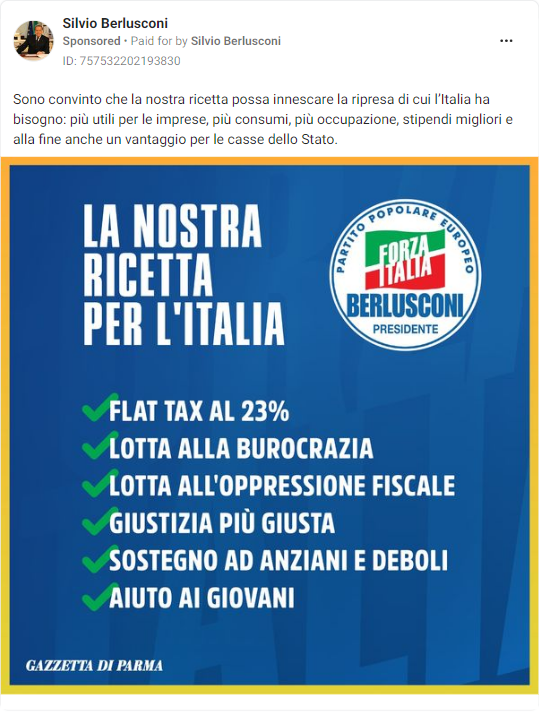 Silvio Berlusconi
Sponsored • Paid for by Silvio Berlusconi
ID: 757532202193830
Sono convinto che la nostra ricetta possa innescare la ripresa di cui l'Italia ha
bisogno: più utili per le imprese, più consumi, più occupazione, stipendi migliori e
alla fine anche un vantaggio per le casse dello Stato.
LA NOSTRA
RICETTA
PER L'ITALIA
PARTITO POPOLARE EUROPEO
FORZA
ITALIA
BERLUSCONI
PRESIDENTE
FLAT TAX AL 23%
LOTTA ALLA BUROCRAZIA
LOTTA ALL'OPPRESSIONE FISCALE
GIUSTIZIA PIÙ GIUSTA
SOSTEGNO AD ANZIANI E DEBOLI
AIUTO AI GIOVANI
GAZZETTA DI PARMA